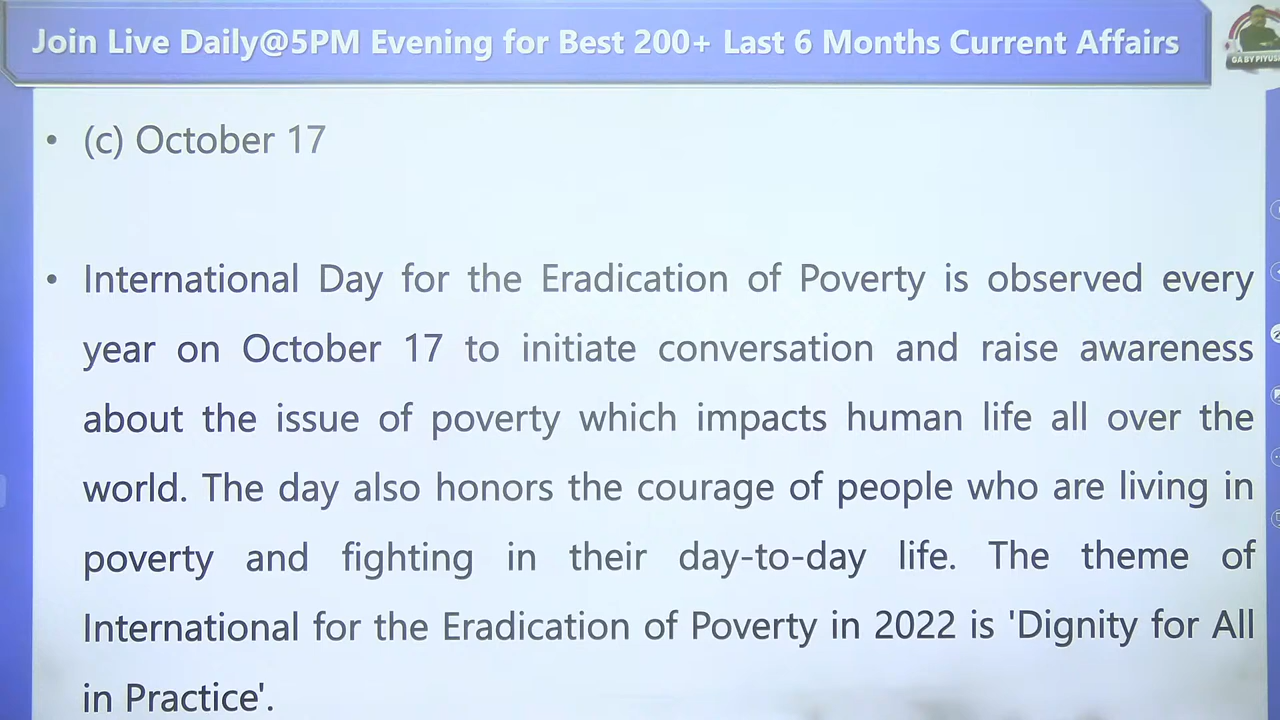 Join Live Daily@5PM Evening for Best 200+ Last 6 Months Current Affairs
GA BY PIYUSH
• (c) October 17
• International Day for the Eradication of Poverty is observed every
year on October 17 to initiate conversation and raise awareness
about the issue of poverty which impacts human life all over the
world. The day also honors the courage of people who are living in
poverty and fighting in their day-to-day life. The theme of
International for the Eradication of Poverty in 2022 is 'Dignity for All
in Practice'.